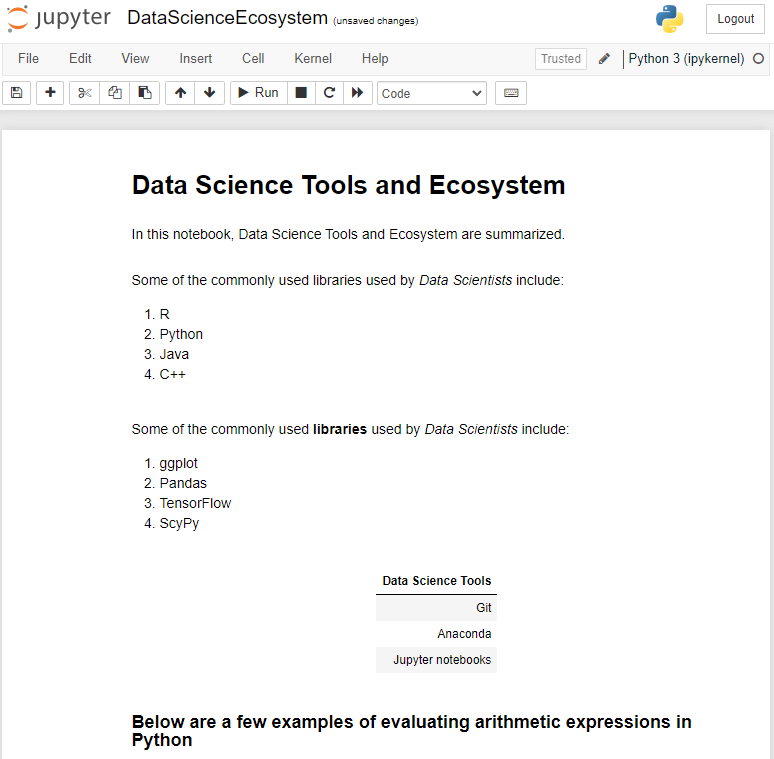 jupyter DataScienceEcosystem (unsaved changes) Logout
File Edit View Insert Cell Kernel Help Trusted Python 3 (ipykernel)
Run Code
Data Science Tools and Ecosystem
In this notebook, Data Science Tools and Ecosystem are summarized.
Some of the commonly used libraries used by Data Scientists include:
1. R
2. Python
3. Java
4. C++
Some of the commonly used libraries used by Data Scientists include:
1. ggplot
2. Pandas
3. TensorFlow
4. ScyPy
Data Science Tools
Git
Anaconda
Jupyter notebooks
Below are a few examples of evaluating arithmetic expressions in
Python